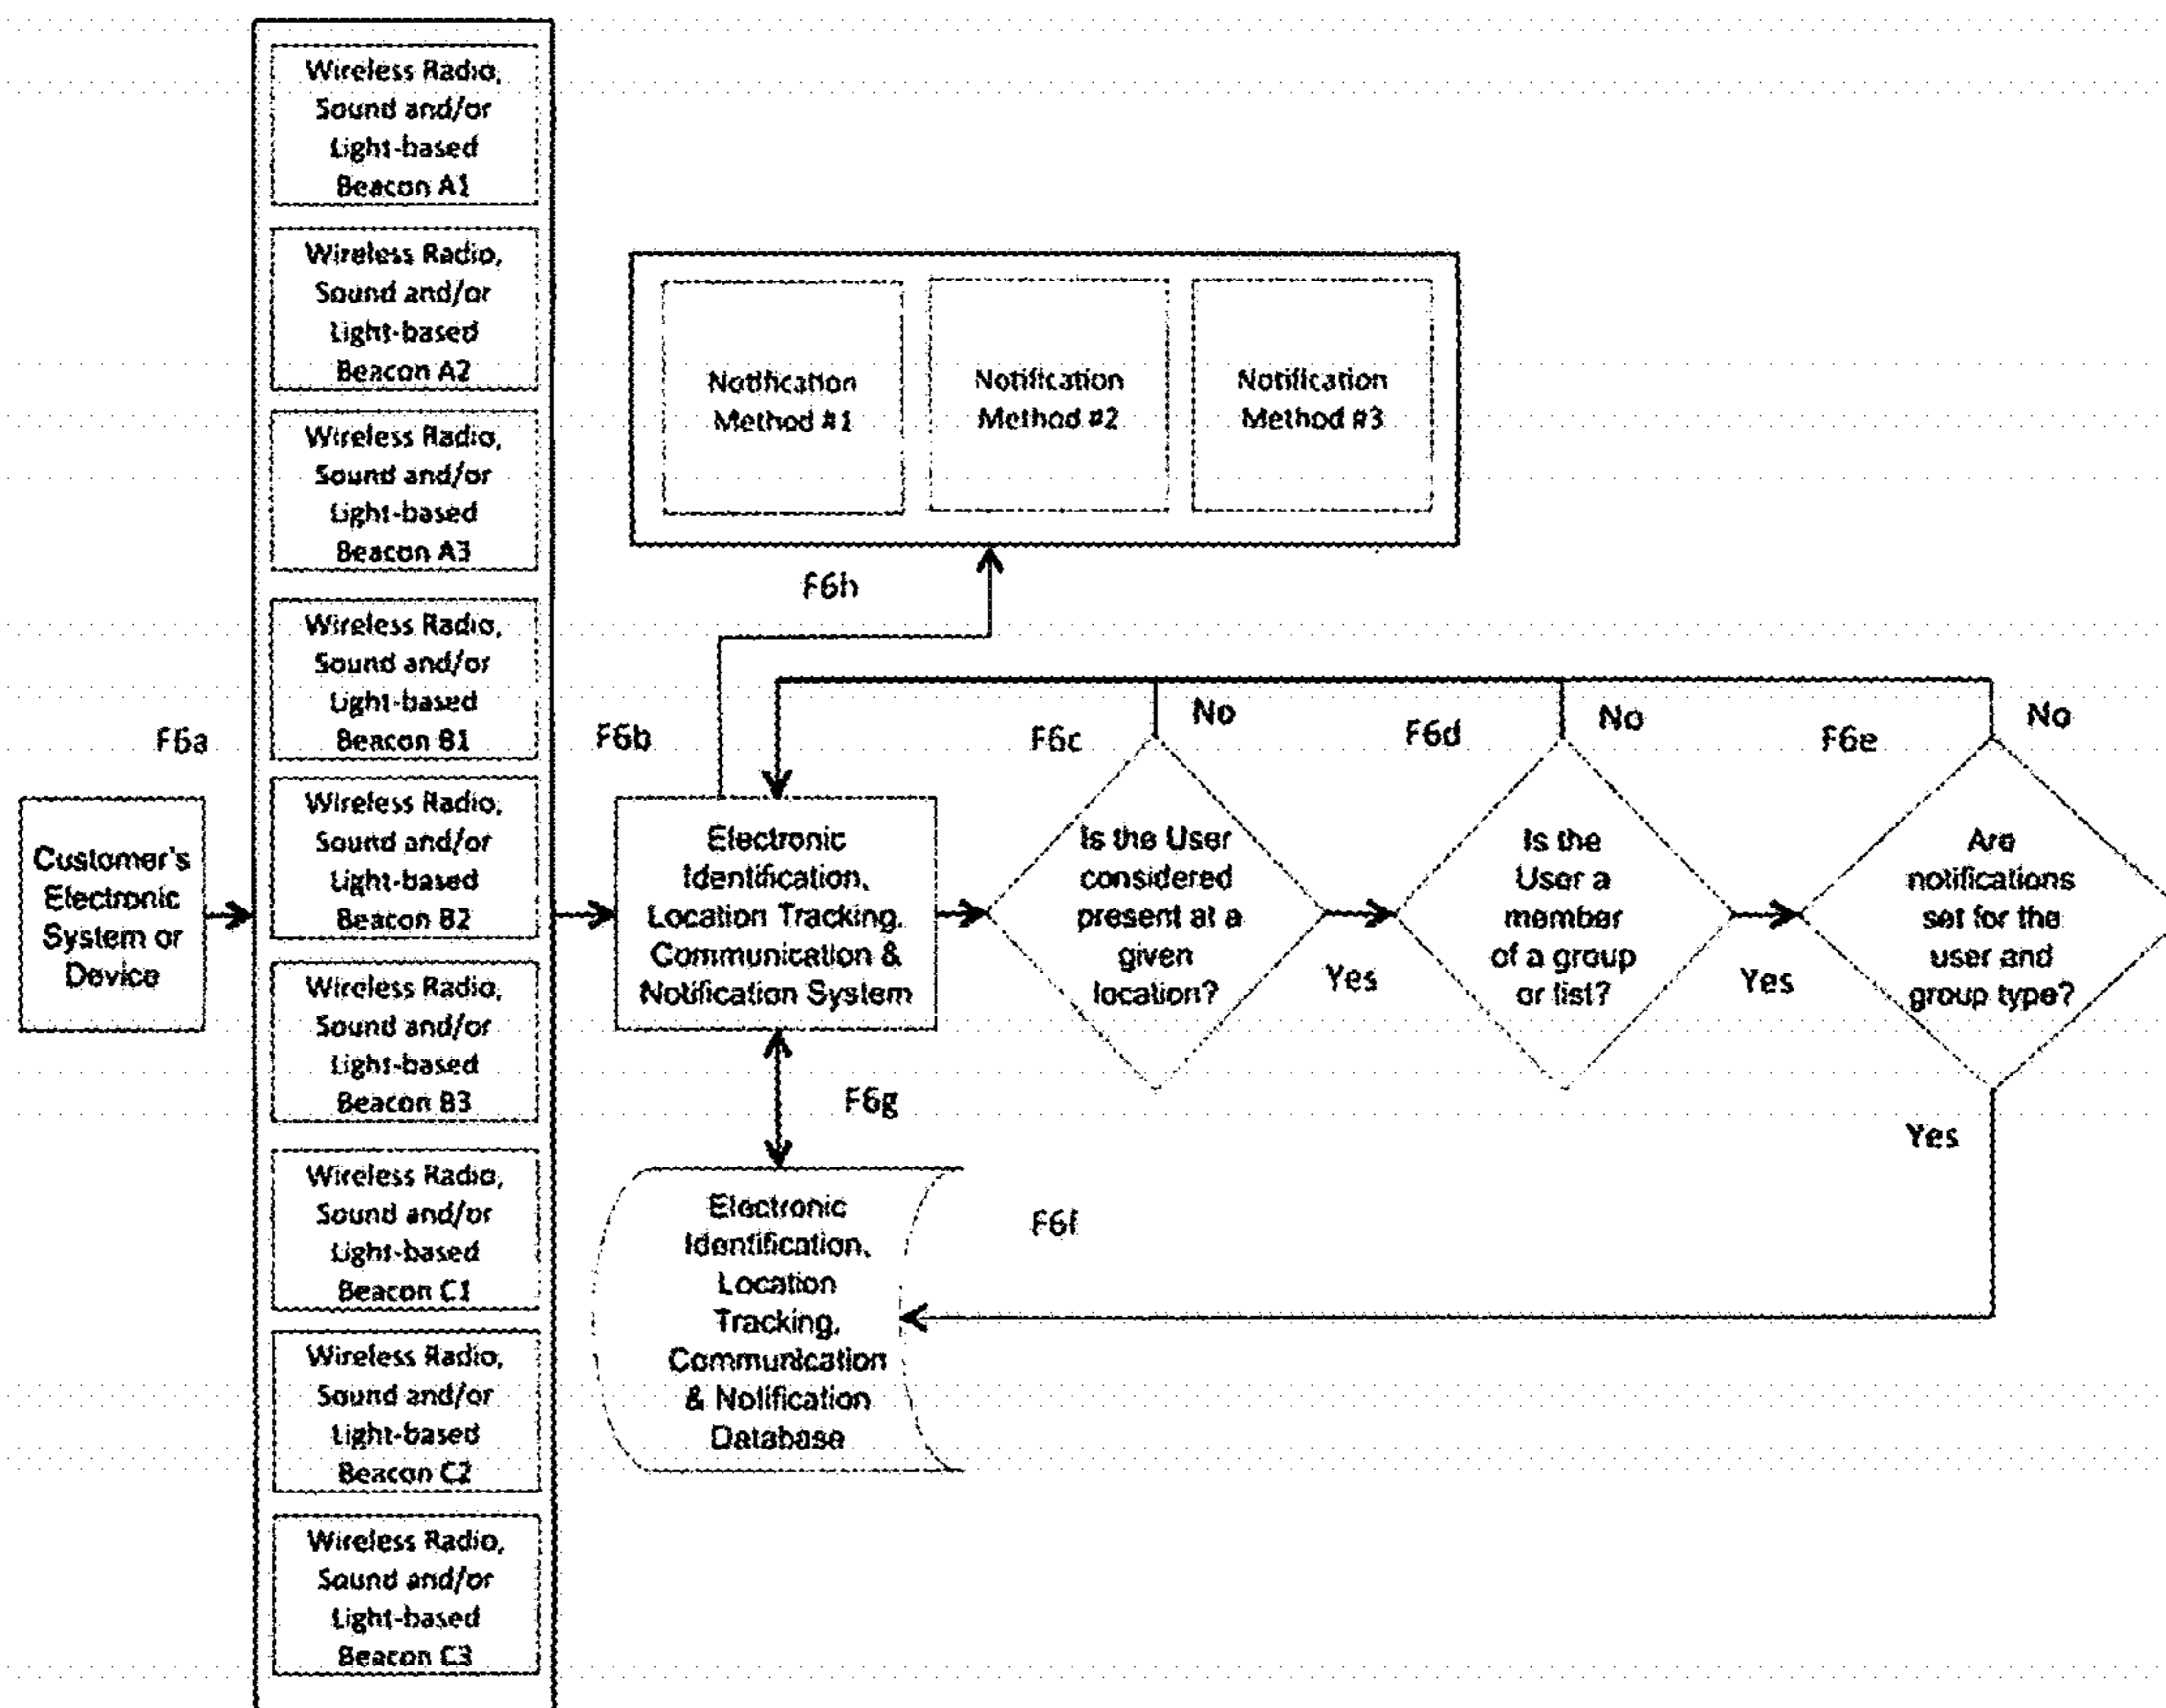 Wireless Radio,
Sound and/or
Light-based
Beacon A1
Wireless Radio,
Sound and/or
Light-based
Beacon A2
Wireless Radio,
Sound and/or
Light-based
Beacon A3
Wireless Radio,
Sound and/or
Light-based
Beacon B1
Wireless Radio,
Sound and/or
Light-based
Beacon B2
Wireless Radio,
Sound and/or
Light-based
Beacon B3
Wireless Radio,
Sound and/or
Light-based
Beacon C1
Wireless Radio,
Sound and/or
Light-based
Beacon C2
Wireless Radio,
Sound and/or
Light-based
Beacon C3
Notification
Method #1
Notification
Method #2
Notification
Method #3
F6h
F6a
Customer's
Electronic
System or
Device
F6b
Electronic
Identification,
Location Tracking,
Communication &
Notification System
F6c
No
Is the User
considered
present at a
given
location?
Yes
F6d
No
Is the
User a
member
of a group
or list?
Yes
F6e
No
Are
notifications
set for the
user and
group type?
Yes
F6g
F6f
Electronic
Identification,
Location
Tracking,
Communication
& Notification
Database